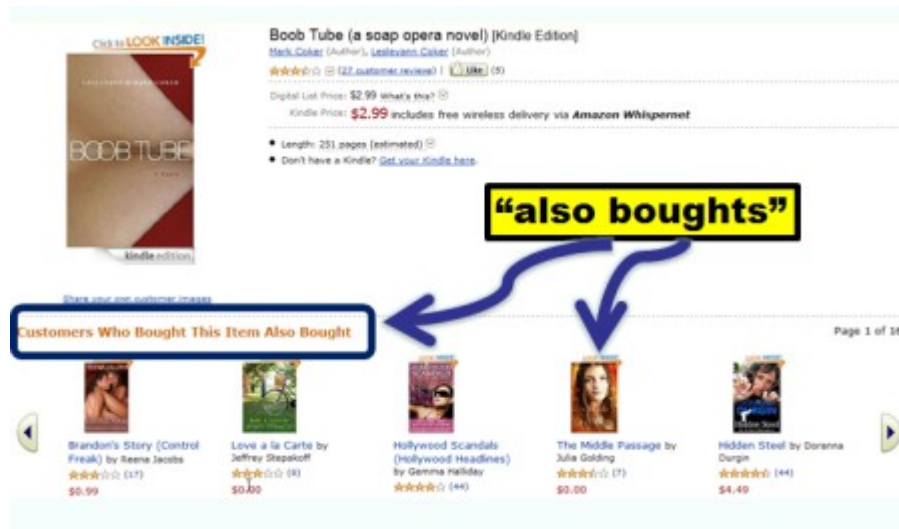 Click to LOOK INSIDE!
BOOB TUBE
kindle edition
Boob Tube (a soap opera novel) [Kindle Edition]
Mark Coker (Author), Leslevann Coker (Author)
(27 customer reviews) | Like (5)
Digital List Price: $2.99 What's this?
Kindle Price: $2.99 includes free wireless delivery via Amazon Whispernet
Length: 251 pages (estimated)
Don't have a Kindle? Get your Kindle here.
“also boughts”
Share your own customer images
Customers Who Bought This Item Also Bought
Page 1 of 16
Brandon's Story (Control Freak) by Reena Jacobs
(17)
$0.99
Love a la Carte by Jeffrey Stepakoff
(8)
$0.00
Hollywood Scandals (Hollywood Headlines) by Gemma Halliday
(44)
The Middle Passage by Julia Golding
(7)
$0.00
Hidden Steel by Doranna Durgin
(44)
$4.49